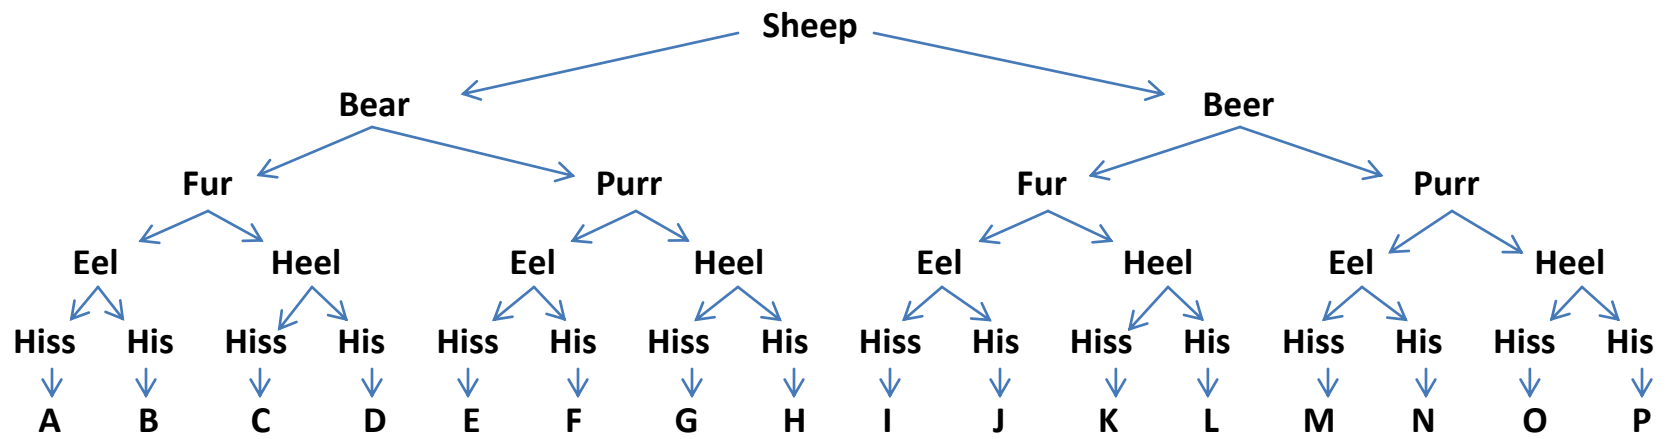 Sheep
Bear Beer
Fur Purr Fur Purr
Eel Heel Eel Heel Eel Heel Eel Heel
Hiss His Hiss His Hiss His Hiss His Hiss His Hiss His Hiss His Hiss His
A B C D E F G H I J K L M N O P